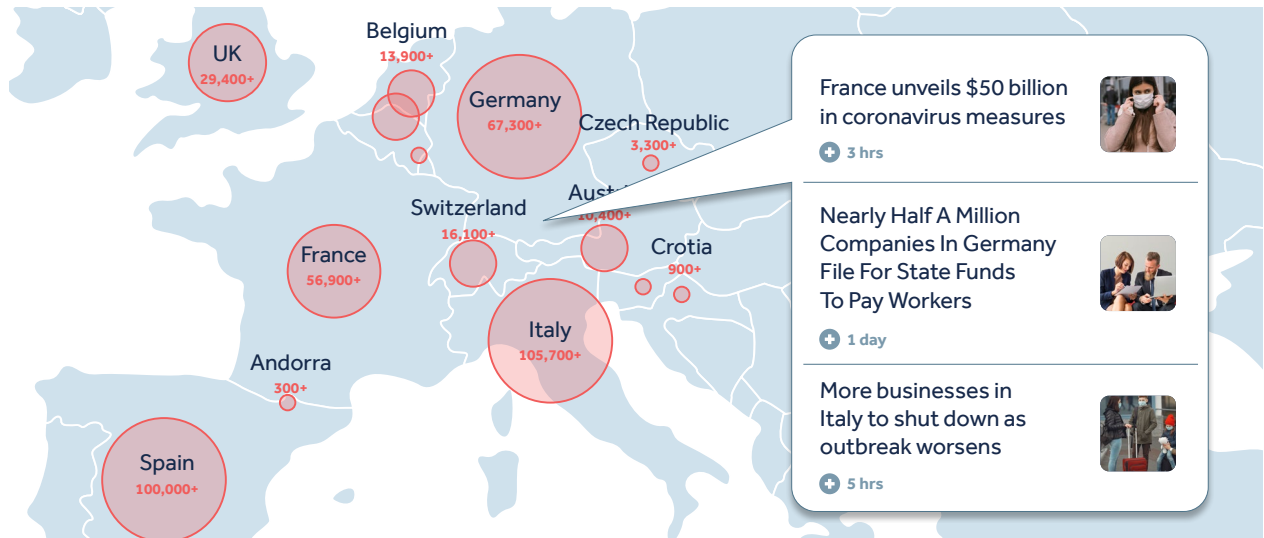 UK
29,400+
Belgium
13,900+
Germany
67,300+
Czech Republic
3,300+
Switzerland
16,100+
10,400+
Crotia
900+
France
56,900+
Italy
105,700+
Andorra
300+
Spain
100,000+
France unveils $50 billion
in coronavirus measures
3 hrs
Nearly Half A Million
Companies In Germany
File For State Funds
To Pay Workers
1 day
More businesses in
Italy to shut down as
outbreak worsens
5 hrs